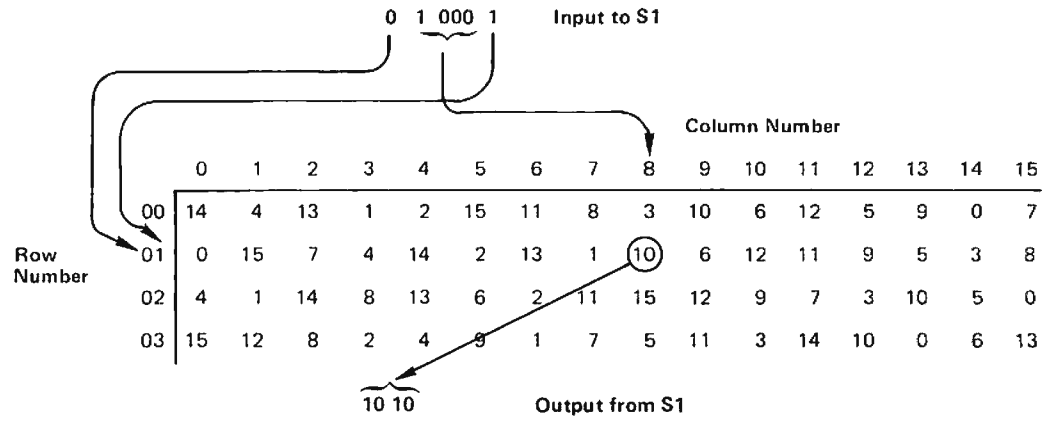 0 1 000 1 Input to S1
Column Number
0 1 2 3 4 5 6 7 8 9 10 11 12 13 14 15
00 14 4 13 1 2 15 11 8 3 10 6 12 5 9 0 7
Row Number
01 0 15 7 4 14 2 13 1 10 6 12 11 9 5 3 8
02 4 1 14 8 13 6 2 11 15 12 9 7 3 10 5 0
03 15 12 8 2 4 9 1 7 5 11 3 14 10 0 6 13
10 10 Output from S1